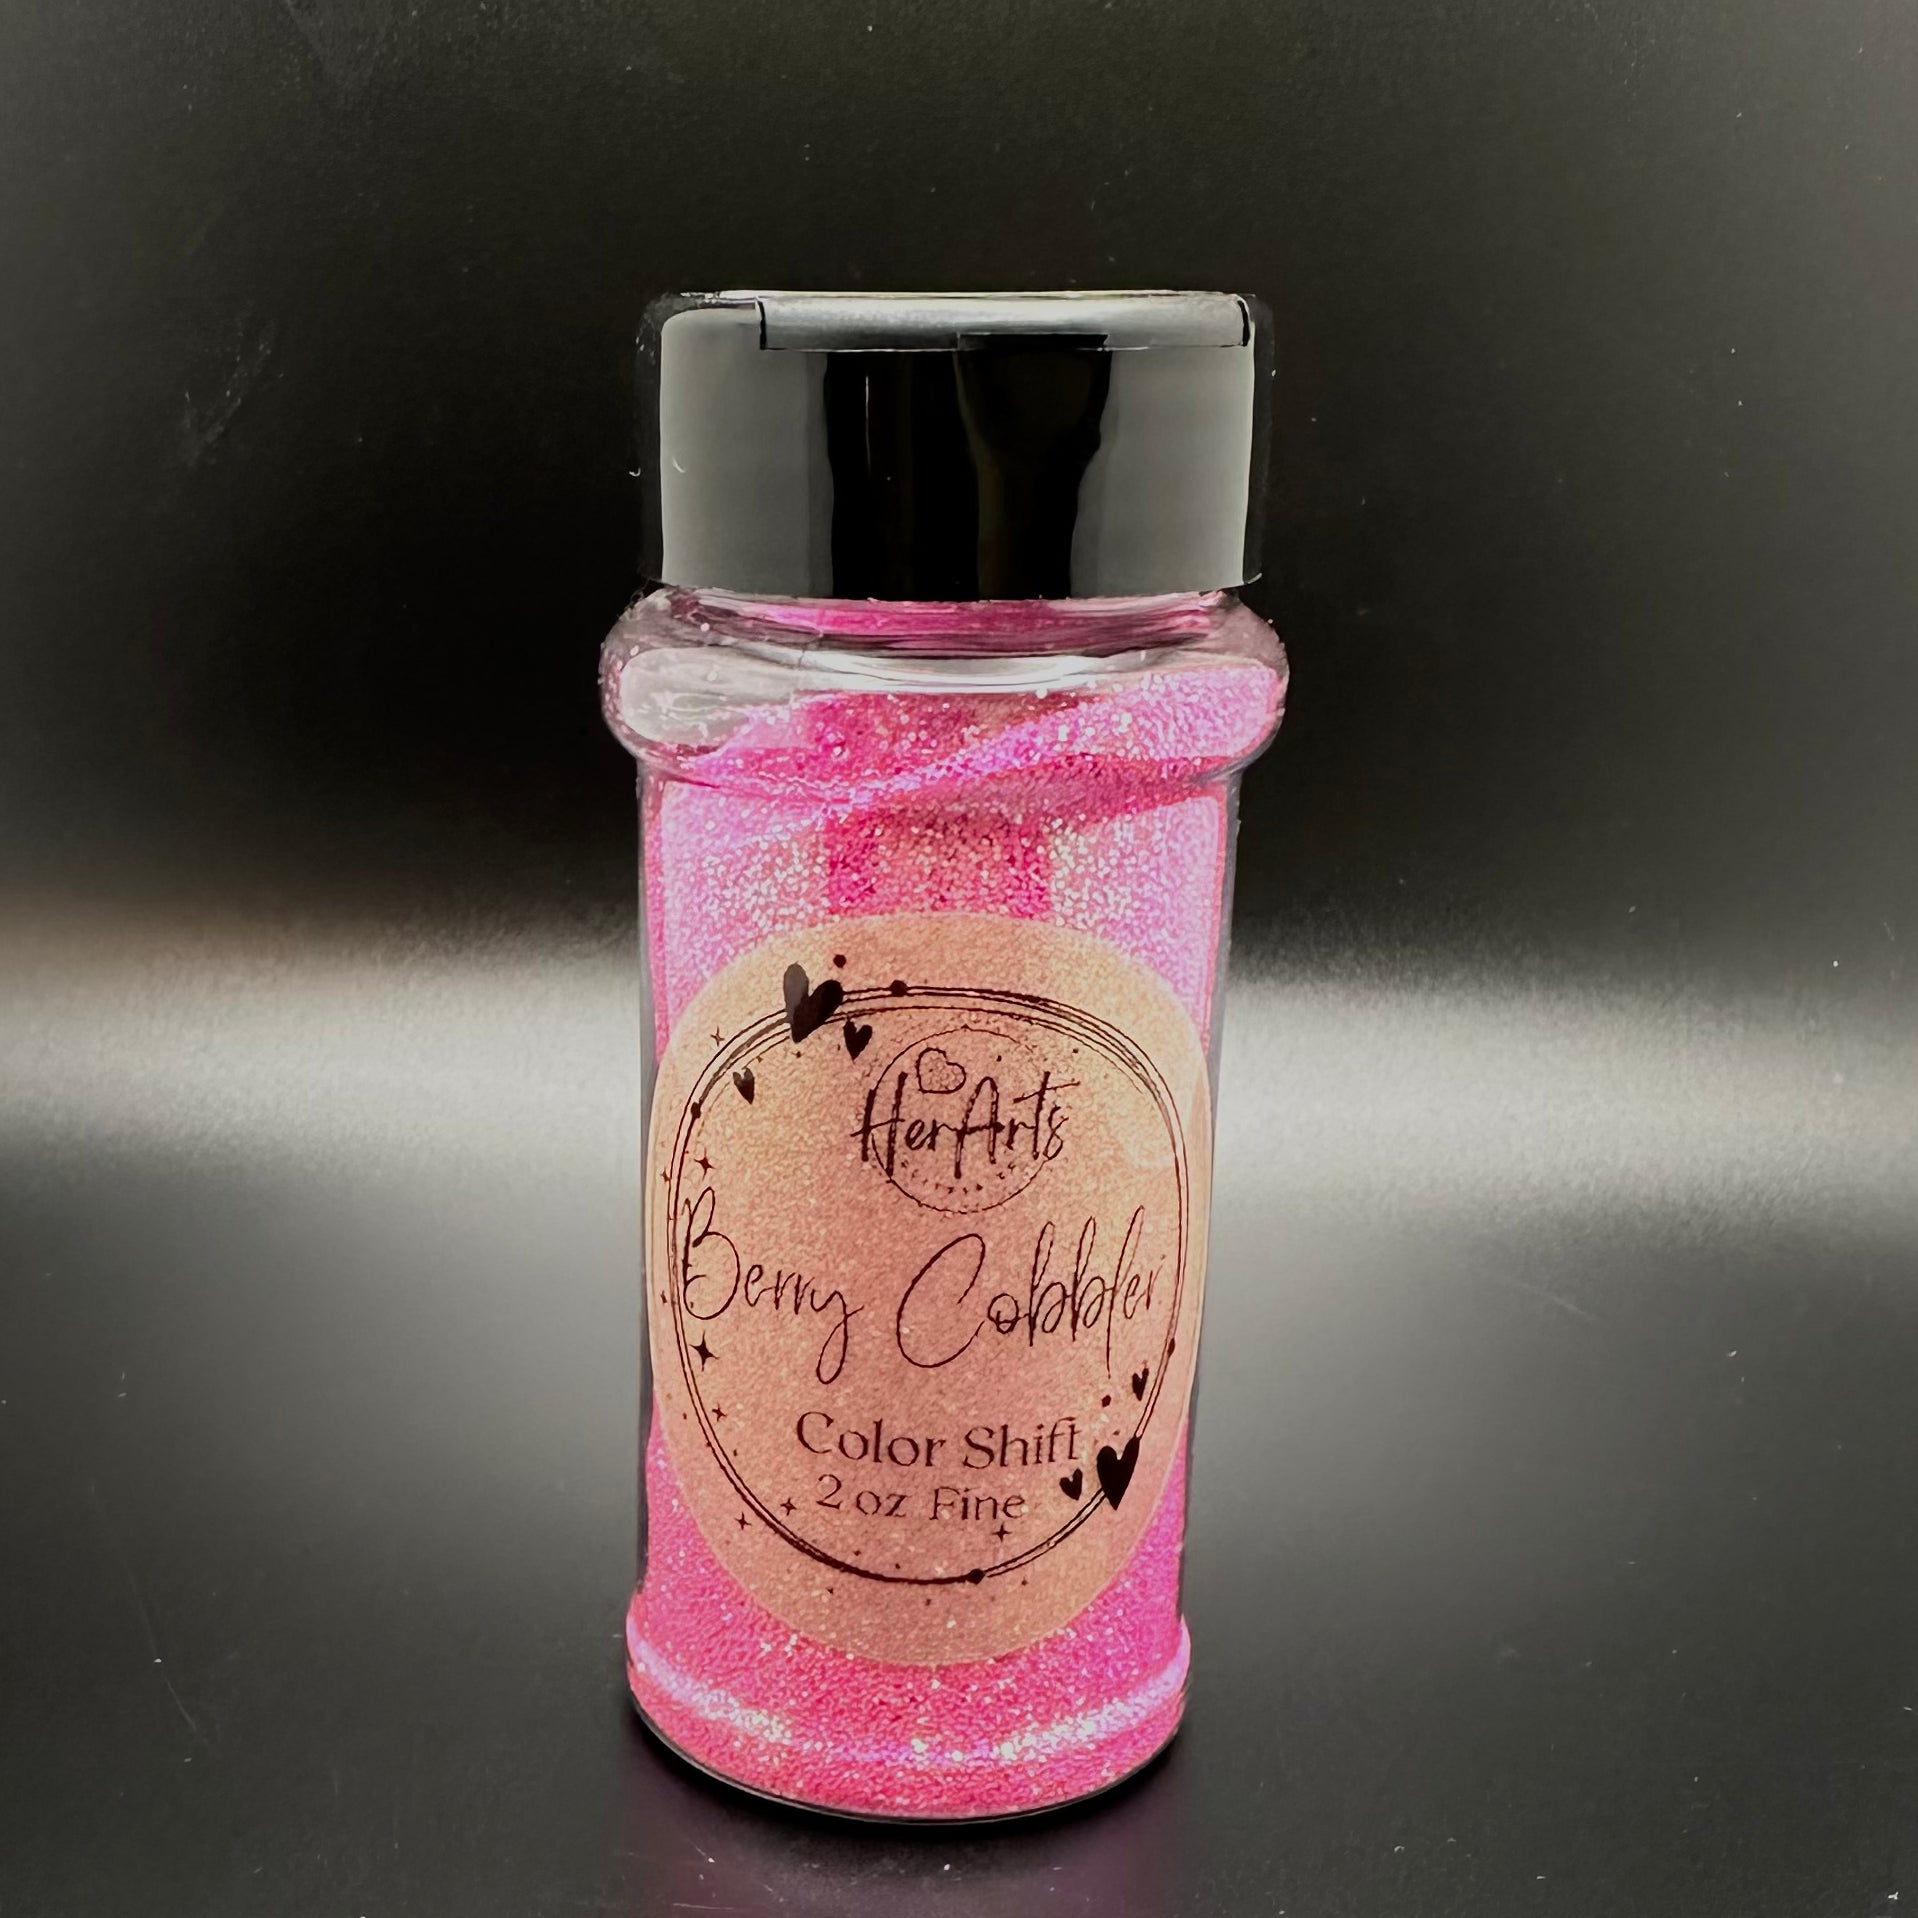 HerArts
Berry Cobbler
Color Shift
2 oz Fine